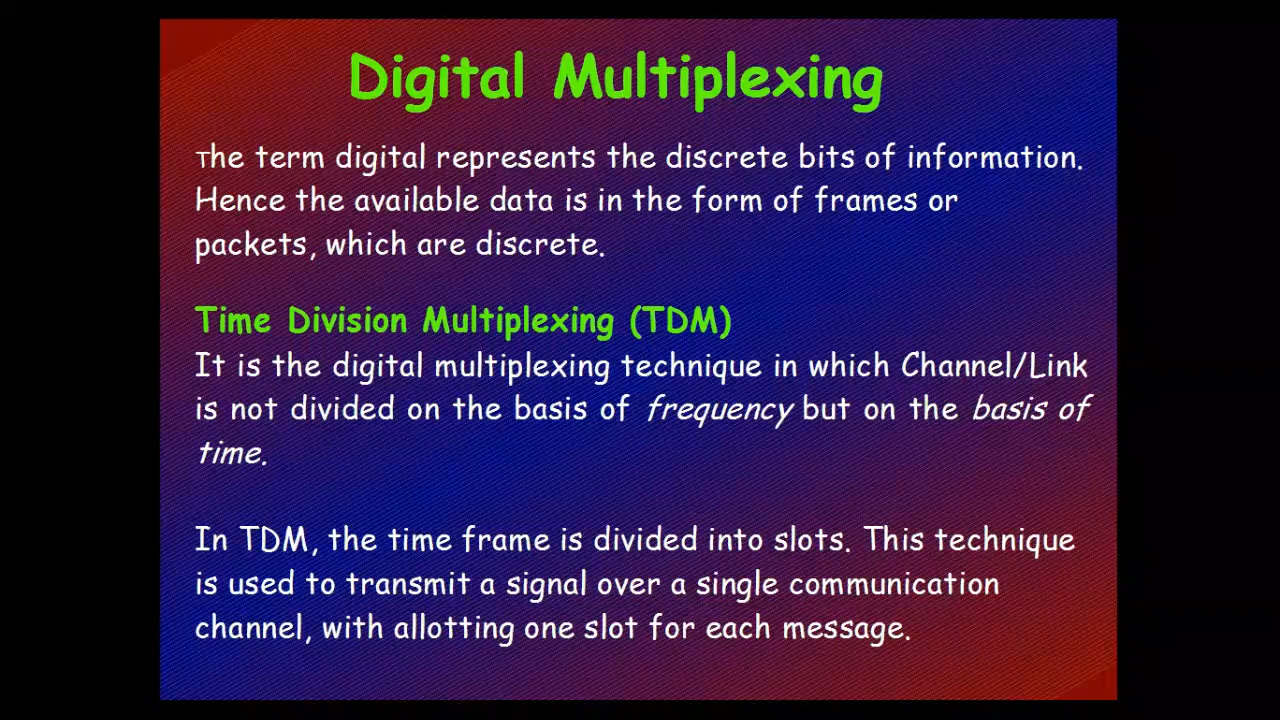 Digital Multiplexing
The term digital represents the discrete bits of information.
Hence the available data is in the form of frames or
packets, which are discrete.
Time Division Multiplexing (TDM)
It is the digital multiplexing technique in which Channel/Link
is not divided on the basis of frequency but on the basis of
time.
In TDM, the time frame is divided into slots. This technique
is used to transmit a signal over a single communication
channel, with allotting one slot for each message.